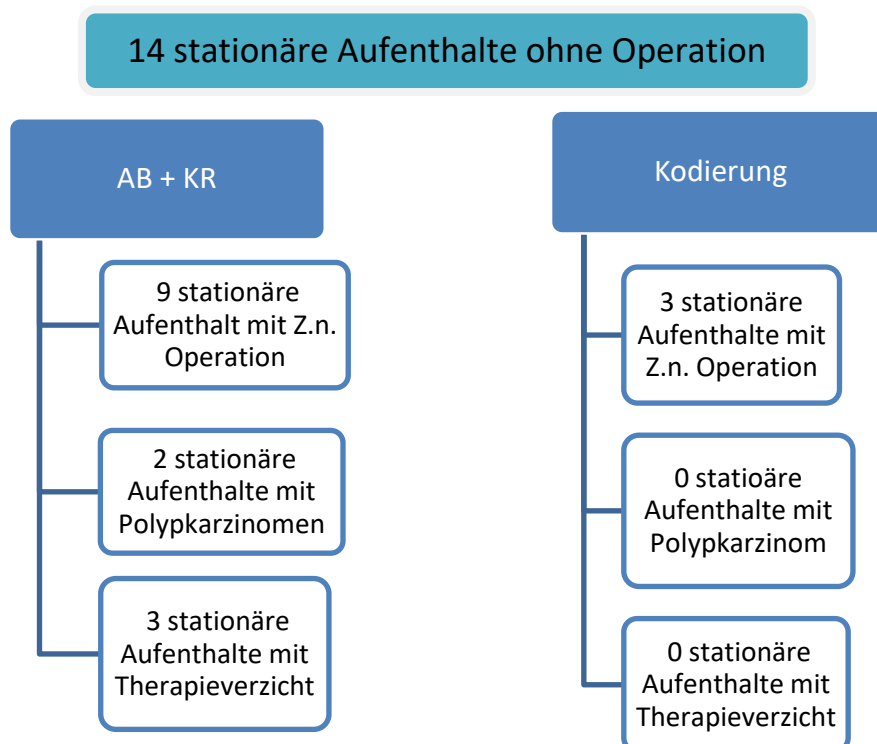 14 stationäre Aufenthalte ohne Operation
AB + KR
9 stationäre
Aufenthalt mit Z.n.
Operation
2 stationäre
Aufenthalte mit
Polypkarzinomen
3 stationäre
Aufenthalte mit
Therapieverzicht
Kodierung
3 stationäre
Aufenthalte mit
Z.n. Operation
0 statioäre
Aufenthalte mit
Polypkarzinom
0 stationäre
Aufenthalte mit
Therapieverzicht